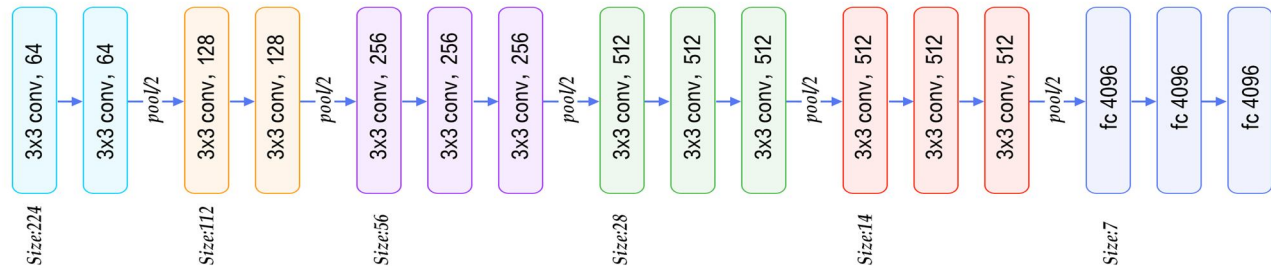 3x3 conv, 64
3x3 conv, 64
pool/2
3x3 conv, 128
3x3 conv, 128
pool/2
3x3 conv, 256
3x3 conv, 256
3x3 conv, 256
pool/2
3x3 conv, 512
3x3 conv, 512
3x3 conv, 512
pool/2
3x3 conv, 512
3x3 conv, 512
3x3 conv, 512
pool/2
fc 4096
fc 4096
fc 4096
Size:224
Size:112
Size:56
Size:28
Size:14
Size:7